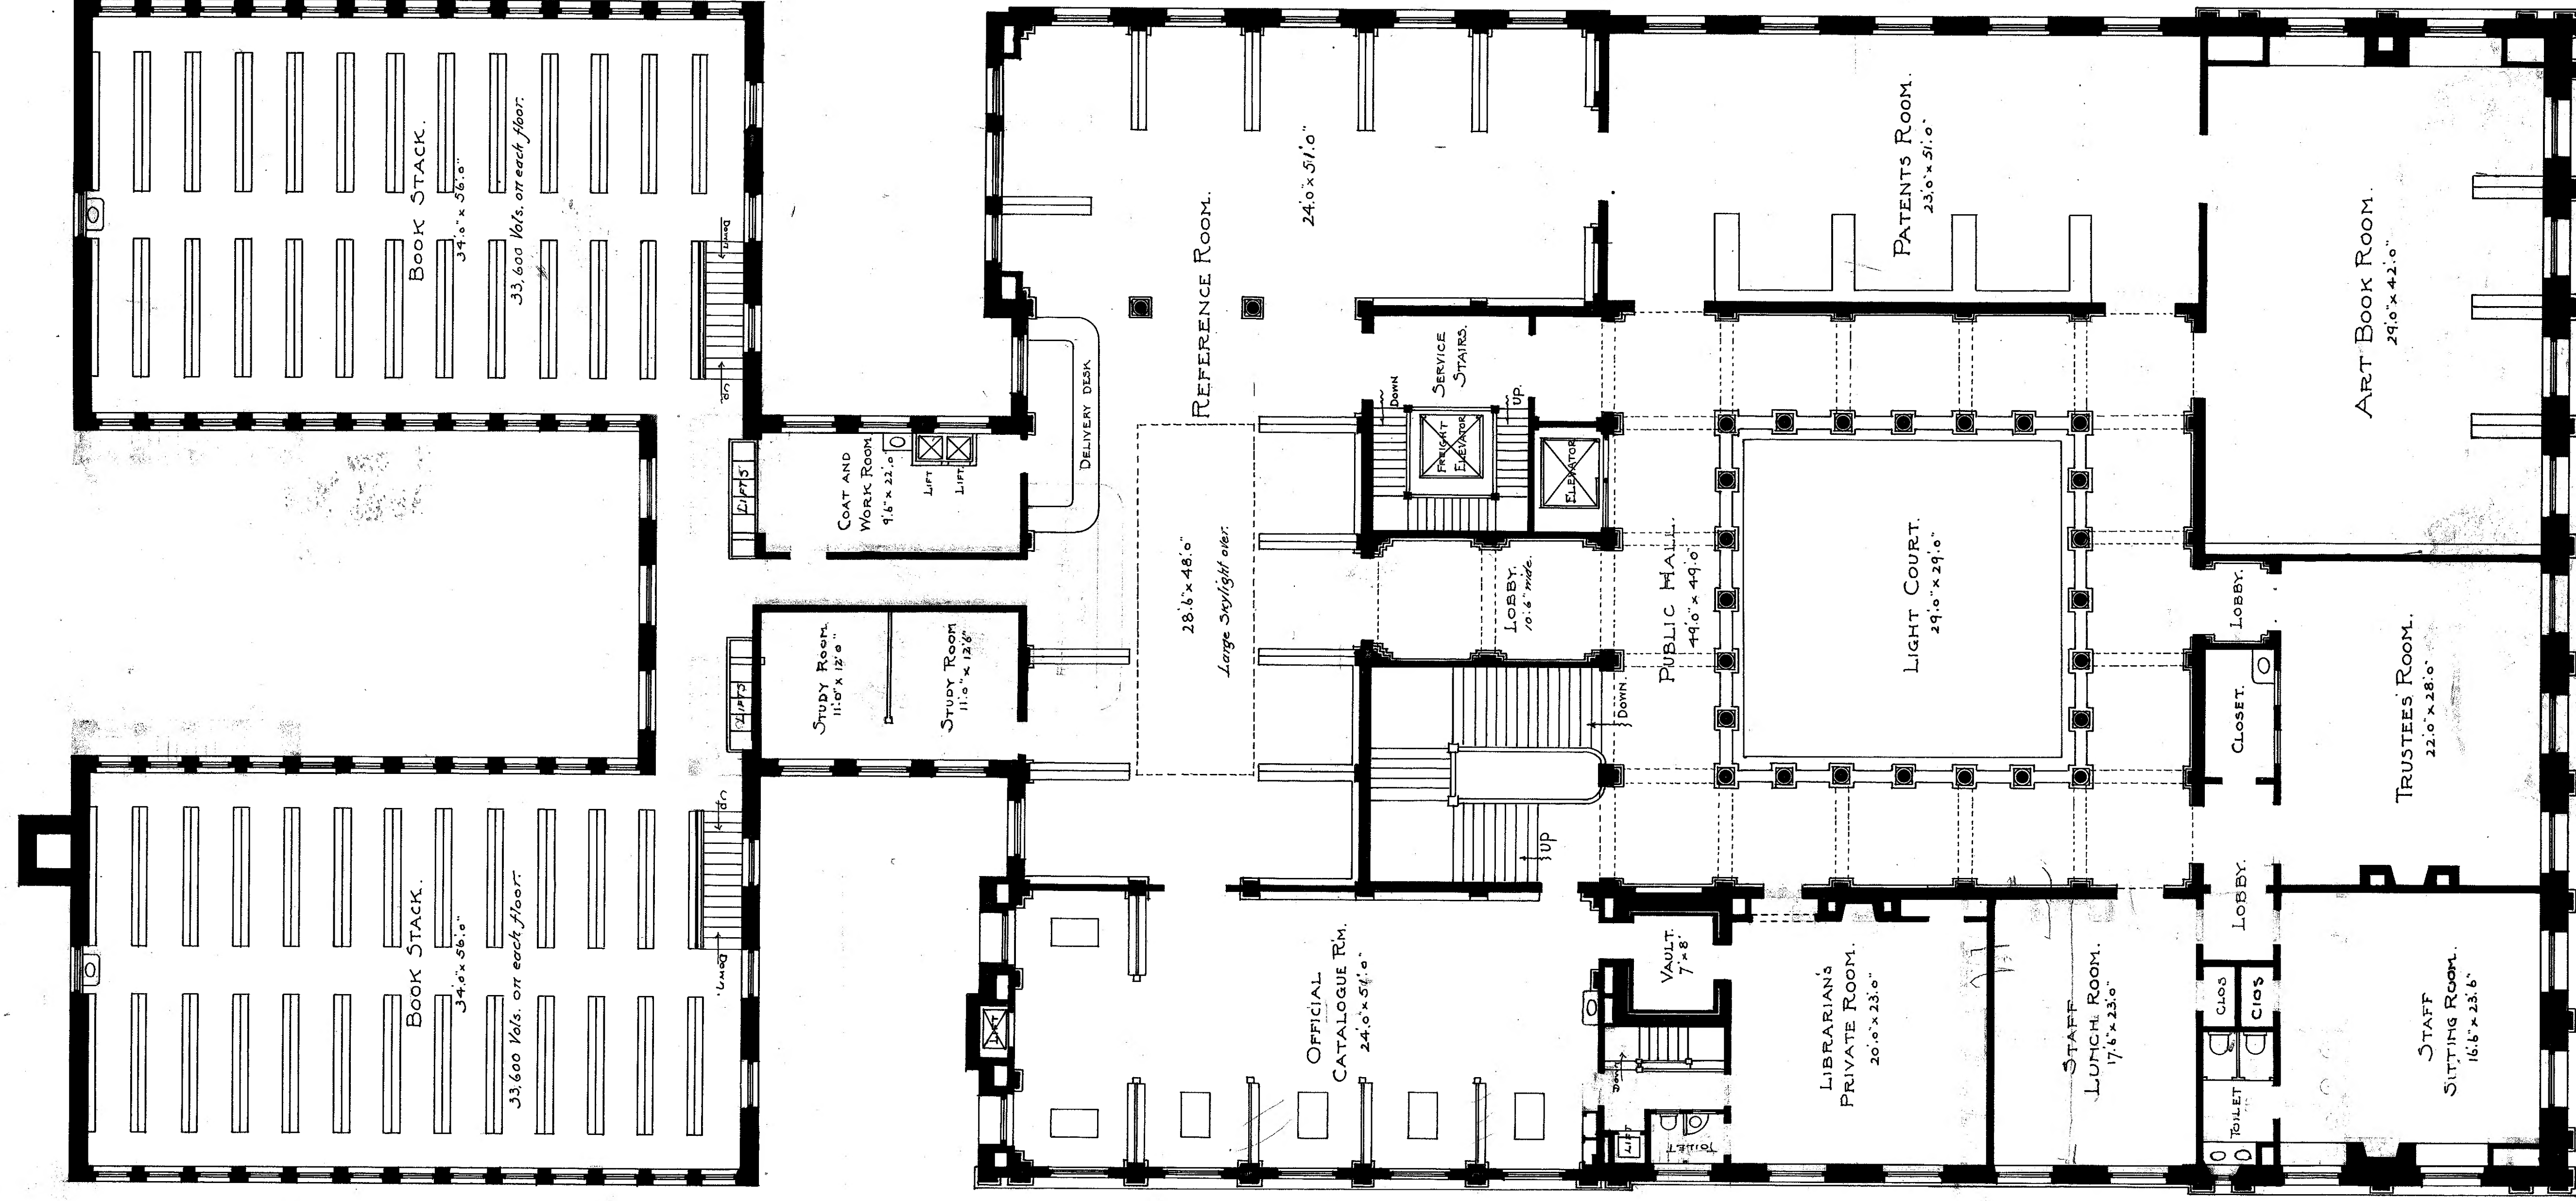 BOOK STACK.
34.'0" x 56.'0"
33,600 Vols. on each floor.
DOWN
UP
LIFTS
COAT AND
WORK ROOM
9.'6" x 22.'0"
LIFT
LIFT.
DELIVERY DESK
STUDY ROOM.
11.'0" x 12.'0"
STUDY ROOM
11.'0" x 12.'6"
LIFTS
BOOK STACK.
34.'0" x 56.'0"
33,600 Vols. on each floor.
UP
DOWN.
REFERENCE ROOM.
24.'0" x 51.'0"
28.'6" x 48.'0"
Large Skylight over.
SERVICE
STAIRS.
DOWN
UP.
FREIGHT
ELEVATOR
ELEVATOR
LOBBY.
10.'6" wide.
DOWN.
UP
OFFICIAL
CATALOGUE R'M.
24.'0" x 51.'0"
LIFT
PATENTS ROOM.
23.'0" x 51.'0"
PUBLIC HALL.
49.'0" x 49.'0"
LIGHT COURT.
29.'0" x 29.'0"
VAULT.
7' x 8'
DOWN
LIFT
TOILET
LIBRARIAN'S
PRIVATE ROOM.
20.'0" x 23.'0"
STAFF
LUNCH ROOM.
17.'6" x 23.'0"
ART BOOK ROOM.
29.'0" x 42.'0"
LOBBY.
CLOSET.
TRUSTEES' ROOM.
22.'0" x 28.'0"
LOBBY.
CLOS
CLOS
TOILET
STAFF
SITTING ROOM.
16.'6" x 23.'6"